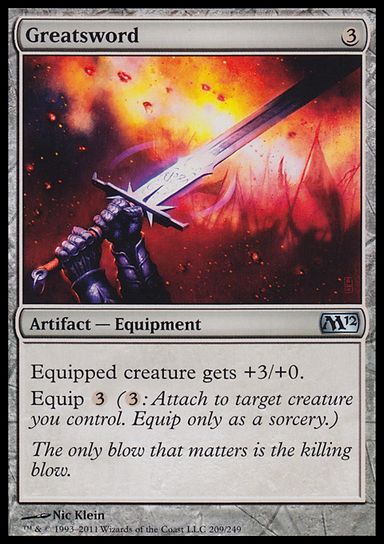 Greatsword 3
Artifact — Equipment M12
Equipped creature gets +3/+0.
Equip 3 (3: Attach to target creature
you control. Equip only as a sorcery.)
The only blow that matters is the killing
blow.
Nic Klein
™ & © 1993–2011 Wizards of the Coast LLC 209/249